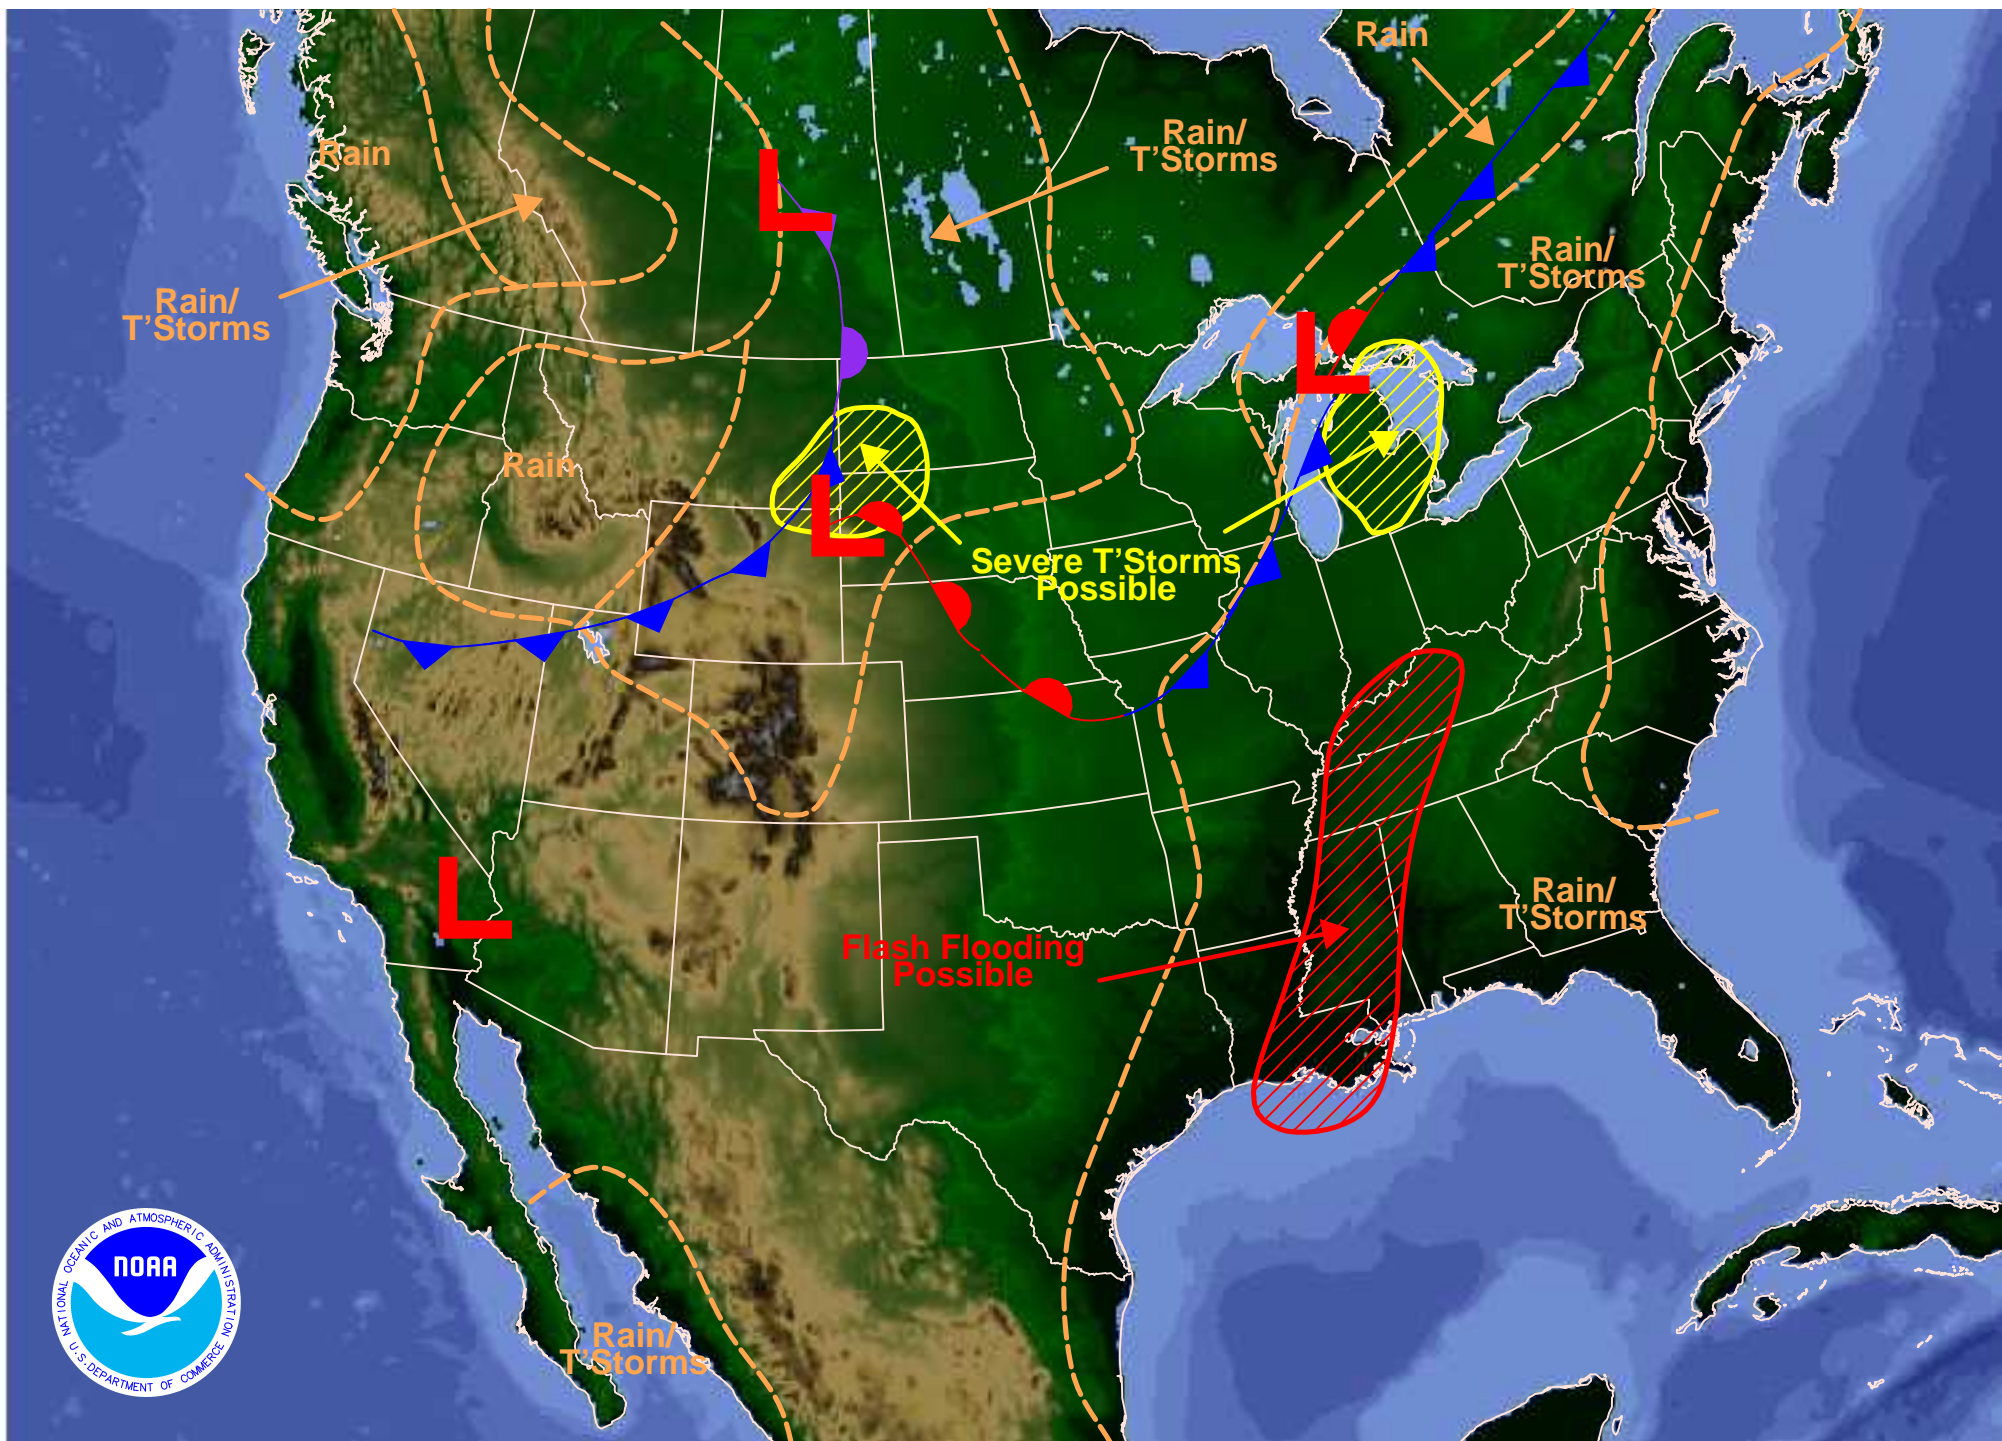 Rain
Rain/
T'Storms
Rain
Rain/
T'Storms
Rain/
T'Storms
Rain
Severe T'Storms
Possible
Rain/
T'Storms
Flash Flooding
Possible
Rain/
T'Storms
L
L
L
L
NATIONAL OCEANIC AND ATMOSPHERIC ADMINISTRATION
NOAA
U.S. DEPARTMENT OF COMMERCE